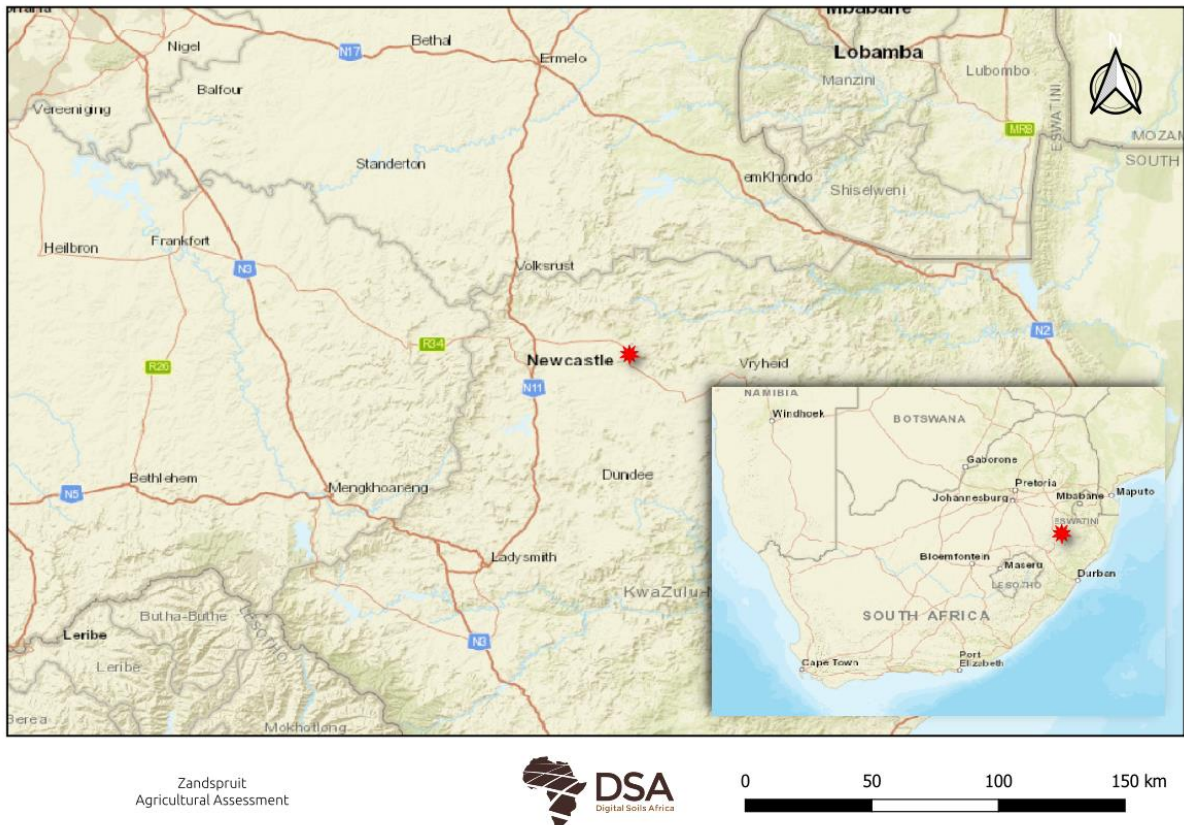 Mbabane
Nigel
N17
Bethal
Ermelo
Lobamba
Manzini
Lubombo
N
Balfour
Vereeniging
ESWATINI
MR8
MOZAM
SOUTH
Standerton
emKhondo
Shiselweni
Heilbron
Frankfort
N3
Volksrust
N2
R34
R26
Newcastle
Vryheid
N11
Dundee
Bethlehem
N5
Mengkhoaneng
Ladysmith
KwaZulu-N
Butha-Buthe
LESOTHO
Leribe
Leribe
N3
Berea
Mokhotlong
NAMIBIA
Windhoek
BOTSWANA
Gaborone
Pretoria
Johannesburg
Mbabane
Maputo
ESWATINI
Bloemfontein
Maseru
LESOTHO
Durban
SOUTH AFRICA
Cape Town
Port
Elizabeth
Zandspruit
Agricultural Assessment
DSA
Digital Soils Africa
0 50 100 150 km